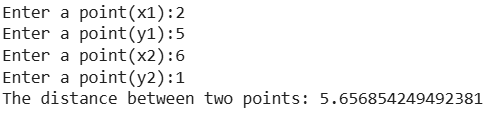 Enter a point(x1):2
Enter a point(y1):5
Enter a point(x2):6
Enter a point(y2):1
The distance between two points: 5.656854249492381